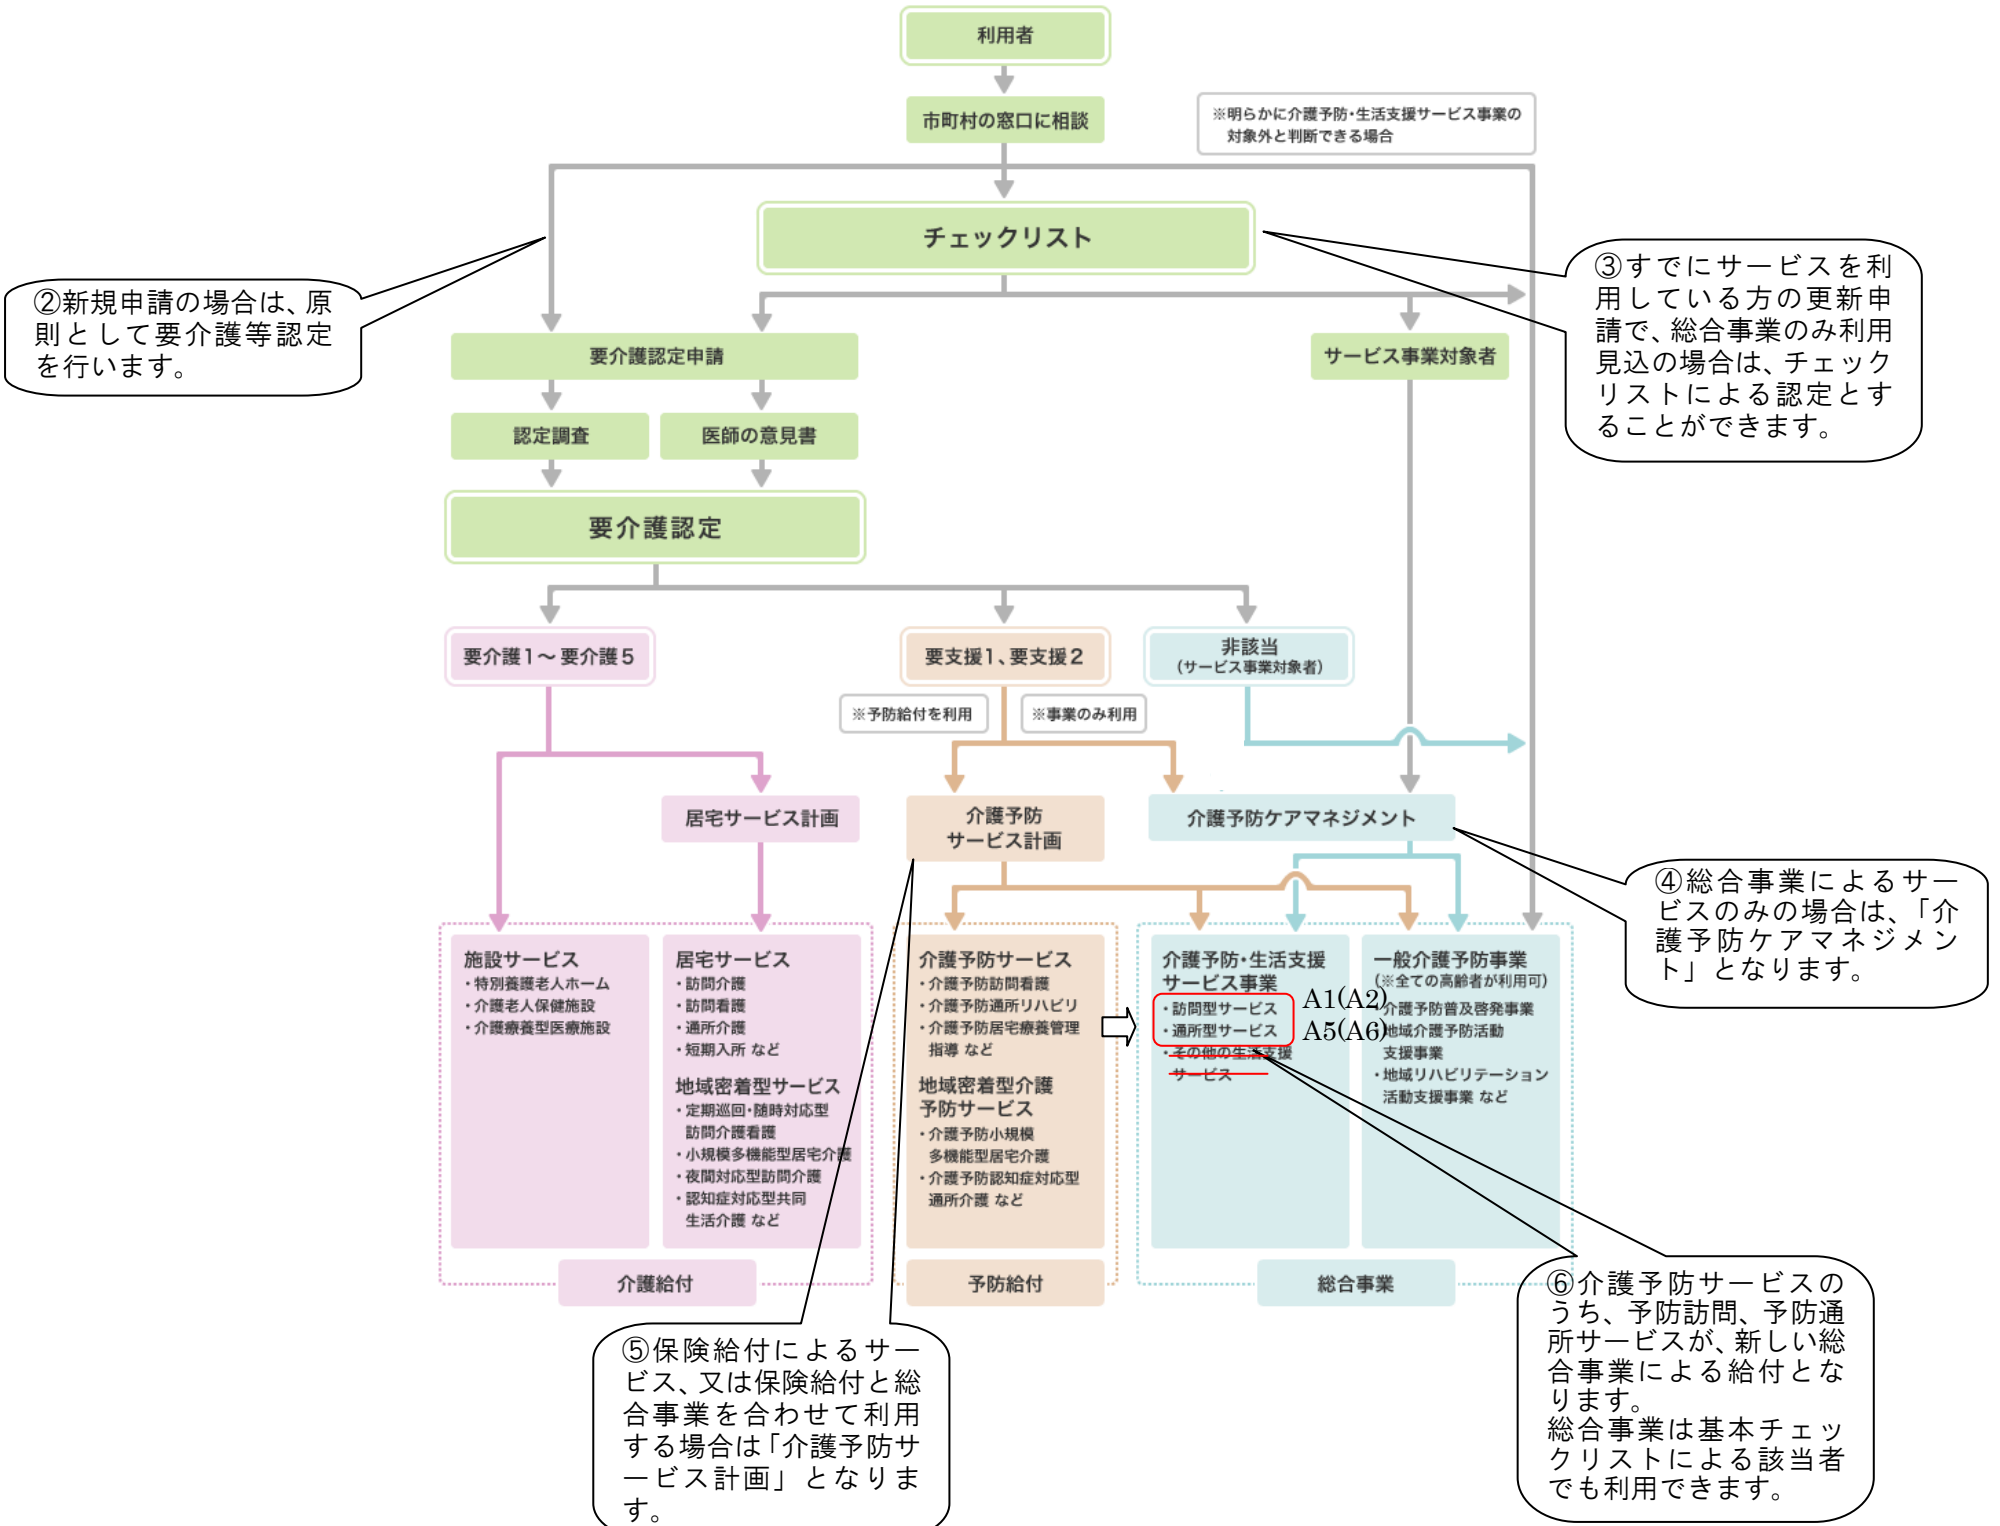 利用者
市町村の窓口に相談
※明らかに介護予防・生活支援サービス事業の
対象外と判断できる場合
チェックリスト
②新規申請の場合は、原
則として要介護等認定
を行います。
③すでにサービスを利
用している方の更新申
請で、総合事業のみ利用
見込の場合は、チェック
リストによる認定とす
ることができます。
要介護認定申請
サービス事業対象者
認定調査
医師の意見書
要介護認定
要介護1～要介護5
要支援1、要支援2
非該当
(サービス事業対象者)
※予防給付を利用
※事業のみ利用
居宅サービス計画
介護予防
サービス計画
介護予防ケアマネジメント
④総合事業によるサー
ビスのみの場合は、「介
護予防ケアマネジメン
ト」となります。
施設サービス
・特別養護老人ホーム
・介護老人保健施設
・介護療養型医療施設
居宅サービス
・訪問介護
・訪問看護
・通所介護
・短期入所 など
地域密着型サービス
・定期巡回・随時対応型
訪問介護看護
・小規模多機能型居宅介護
・夜間対応型訪問介護
・認知症対応型共同
生活介護 など
介護予防サービス
・介護予防訪問看護
・介護予防通所リハビリ
・介護予防居宅療養管理
指導 など
地域密着型介護
予防サービス
・介護予防小規模
多機能型居宅介護
・介護予防認知症対応型
通所介護 など
介護予防・生活支援
サービス事業
・訪問型サービス
・通所型サービス
・その他の生活支援
サービス
A1(A2)
A5(A6)
一般介護予防事業
(※全ての高齢者が利用可)
・介護予防普及啓発事業
・地域介護予防活動
支援事業
・地域リハビリテーション
活動支援事業 など
介護給付
予防給付
総合事業
⑤保険給付によるサー
ビス、又は保険給付と総
合事業を合わせて利用
する場合は「介護予防サ
ービス計画」となりま
す。
⑥介護予防サービスの
うち、予防訪問、予防通
所サービスが、新しい総
合事業による給付とな
ります。
総合事業は基本チェッ
クリストによる該当者
でも利用できます。